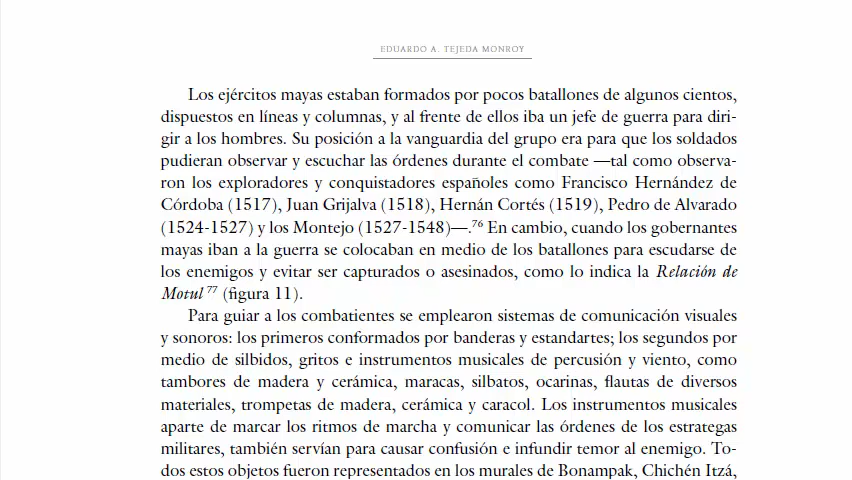 EDUARDO A. TEJEDA MONROY
Los ejércitos mayas estaban formados por pocos batallones de algunos cientos,
dispuestos en líneas y columnas, y al frente de ellos iba un jefe de guerra para diri-
gir a los hombres. Su posición a la vanguardia del grupo era para que los soldados
pudieran observar y escuchar las órdenes durante el combate —tal como observa-
ron los exploradores y conquistadores españoles como Francisco Hernández de
Córdoba (1517), Juan Grijalva (1518), Hernán Cortés (1519), Pedro de Alvarado
(1524-1527) y los Montejo (1527-1548)—.⁷⁶ En cambio, cuando los gobernantes
mayas iban a la guerra se colocaban en medio de los batallones para escudarse de
los enemigos y evitar ser capturados o asesinados, como lo indica la Relación de
Motul ⁷⁷ (figura 11).
Para guiar a los combatientes se emplearon sistemas de comunicación visuales
y sonoros: los primeros conformados por banderas y estandartes; los segundos por
medio de silbidos, gritos e instrumentos musicales de percusión y viento, como
tambores de madera y cerámica, maracas, silbatos, ocarinas, flautas de diversos
materiales, trompetas de madera, cerámica y caracol. Los instrumentos musicales
aparte de marcar los ritmos de marcha y comunicar las órdenes de los estrategas
militares, también servían para causar confusión e infundir temor al enemigo. To-
dos estos objetos fueron representados en los murales de Bonampak, Chichén Itzá,